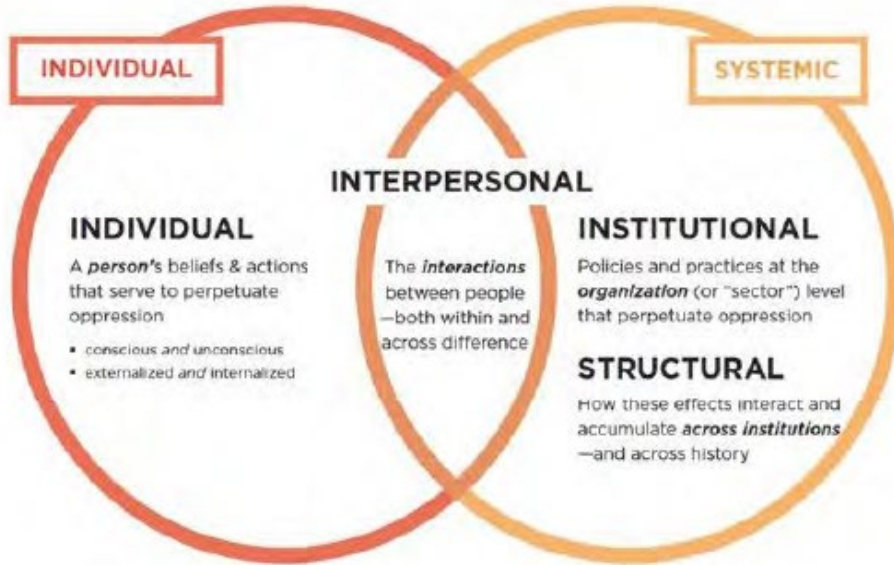 INDIVIDUAL
SYSTEMIC
INTERPERSONAL
INDIVIDUAL
A person's beliefs & actions
that serve to perpetuate
oppression
▪ conscious and unconscious
▪ externalized and internalized
The interactions
between people
—both within and
across difference
INSTITUTIONAL
Policies and practices at the
organization (or "sector") level
that perpetuate oppression
STRUCTURAL
How these effects interact and
accumulate across institutions
—and across history